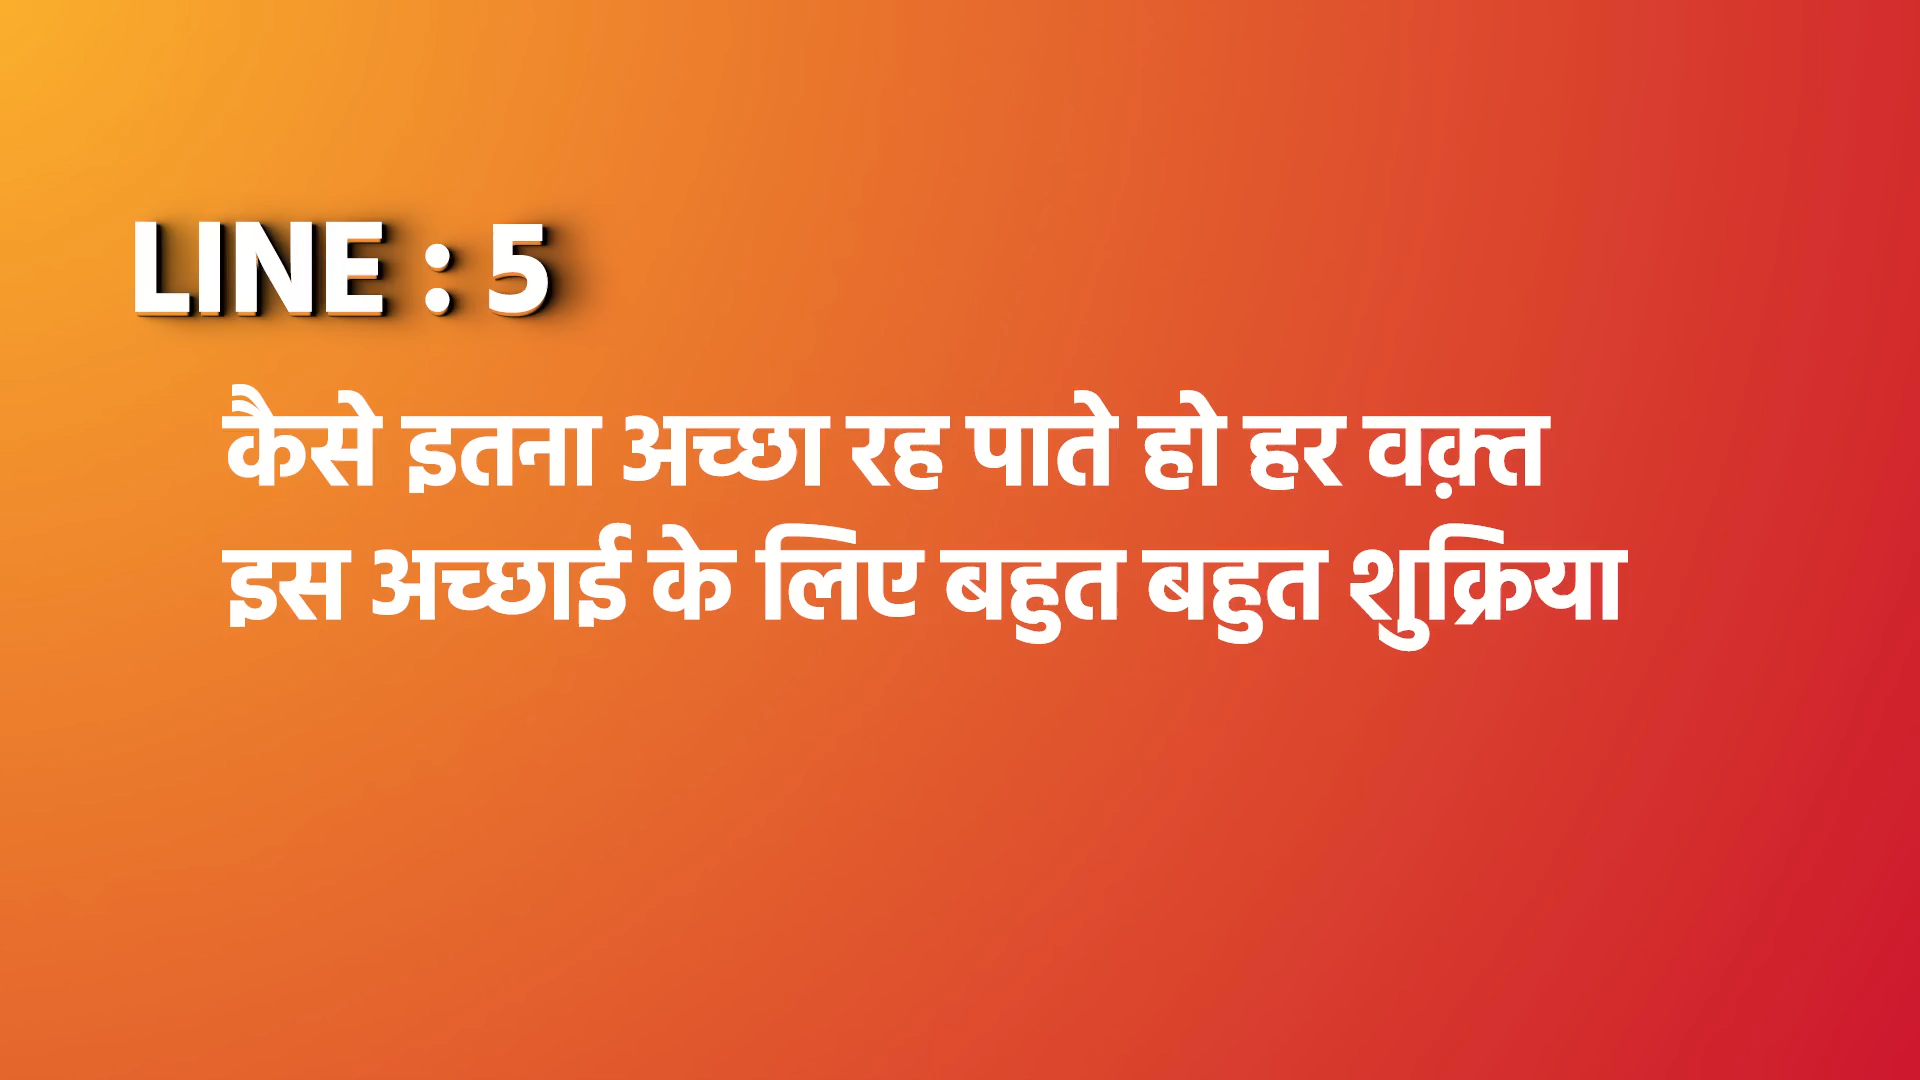 LINE : 5
कैसे इतना अच्छा रह पाते हो हर वक़्त
इस अच्छाई के लिए बहुत बहुत शुक्रिया